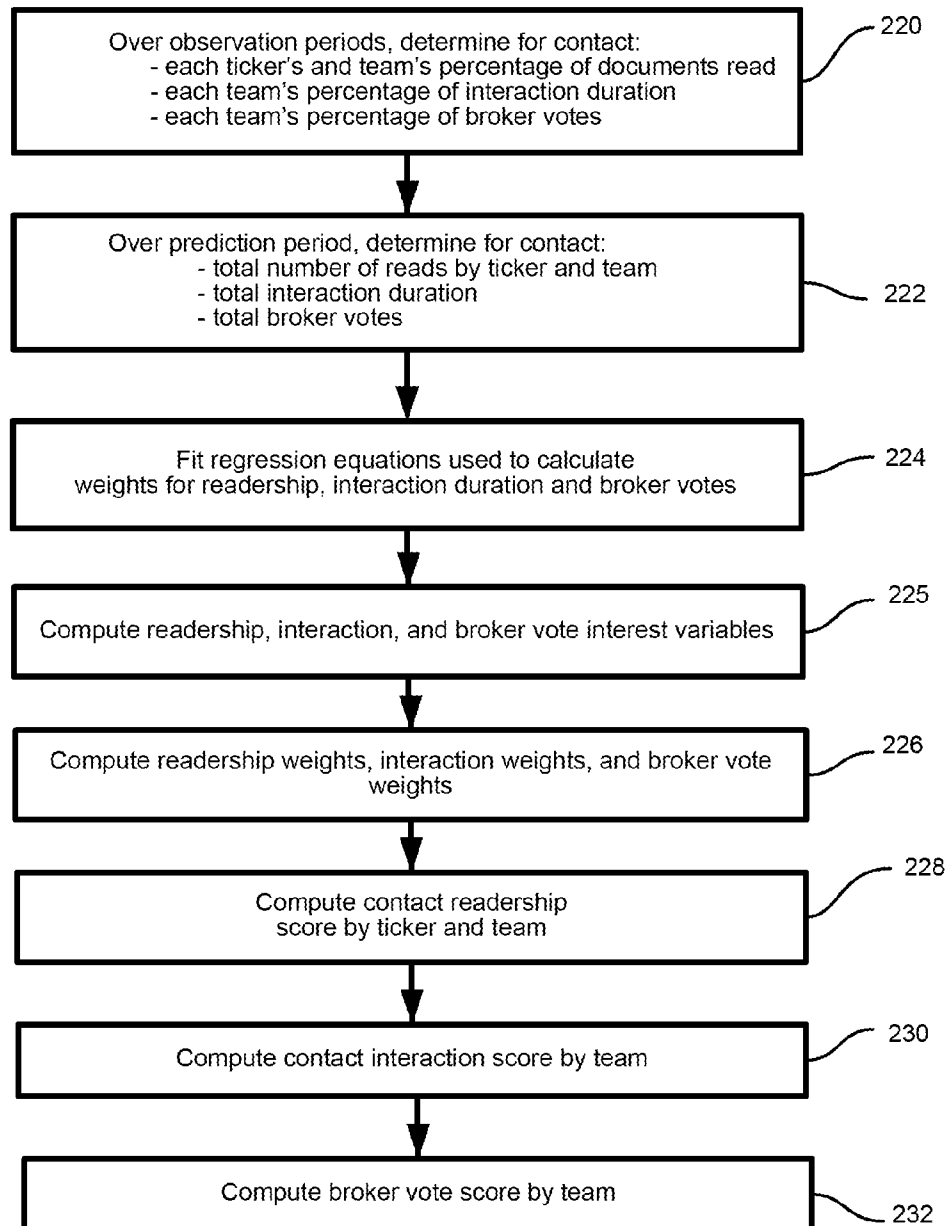 Over observation periods, determine for contact:
- each ticker's and team's percentage of documents read
- each team's percentage of interaction duration
- each team's percentage of broker votes
220
Over prediction period, determine for contact:
- total number of reads by ticker and team
- total interaction duration
- total broker votes
222
Fit regression equations used to calculate
weights for readership, interaction duration and broker votes
224
Compute readership, interaction, and broker vote interest variables
225
Compute readership weights, interaction weights, and broker vote
weights
226
Compute contact readership
score by ticker and team
228
Compute contact interaction score by team
230
Compute broker vote score by team
232